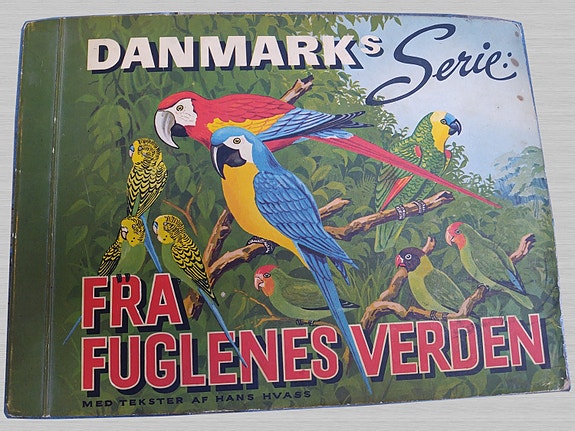 DANMARKs Serie:
FRA
FUGLENES VERDEN
MED TEKSTER AF HANS HVASS